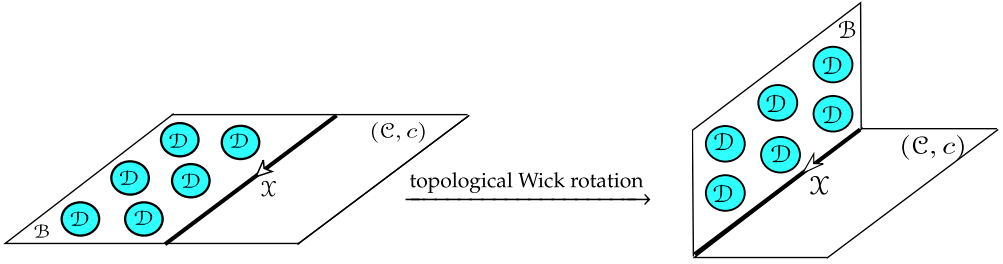 𝒟 𝒟 (𝒞, c)
𝒟 𝒟 𝒳
𝒟 𝒟
ℬ
topological Wick rotation
ℬ
𝒟
𝒟 𝒟
𝒟 𝒟 (𝒞, c)
𝒟 𝒳